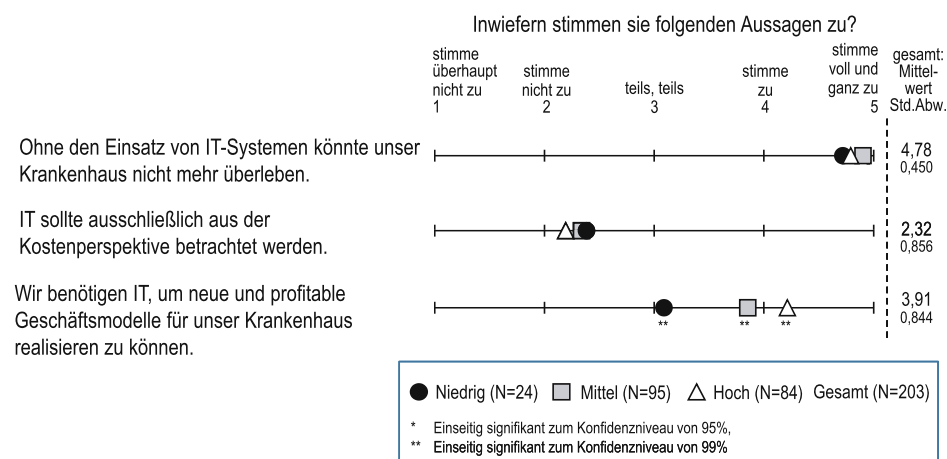 Inwiefern stimmen sie folgenden Aussagen zu?
stimme überhaupt nicht zu 1
stimme nicht zu 2
teils, teils 3
stimme zu 4
stimme voll und ganz zu 5
gesamt: Mittel- wert Std.Abw.
Ohne den Einsatz von IT-Systemen könnte unser
Krankenhaus nicht mehr überleben.
4,78
0,450
IT sollte ausschließlich aus der
Kostenperspektive betrachtet werden.
2,32
0,856
Wir benötigen IT, um neue und profitable
Geschäftsmodelle für unser Krankenhaus
realisieren zu können.
** ** **
3,91
0,844
Niedrig (N=24) Mittel (N=95) Hoch (N=84) Gesamt (N=203)
* Einseitig signifikant zum Konfidenzniveau von 95%,
** Einseitig signifikant zum Konfidenzniveau von 99%